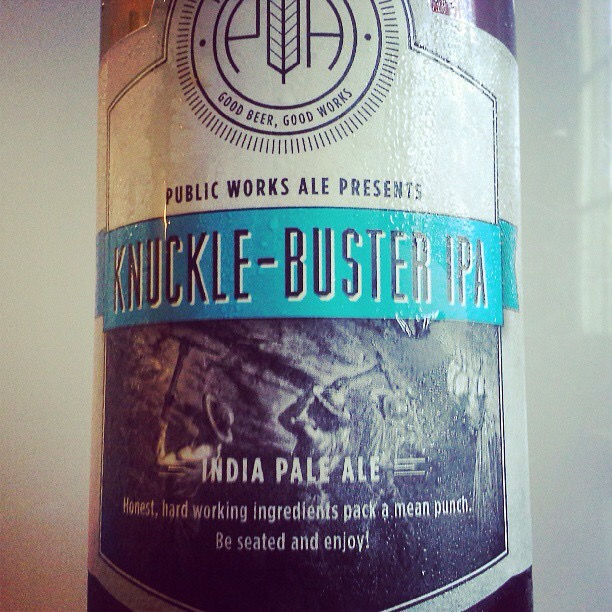 PWA
GOOD BEER, GOOD WORKS
PUBLIC WORKS ALE PRESENTS
KNUCKLE-BUSTER IPA
INDIA PALE ALE
Honest, hard working ingredients pack a mean punch.
Be seated and enjoy!